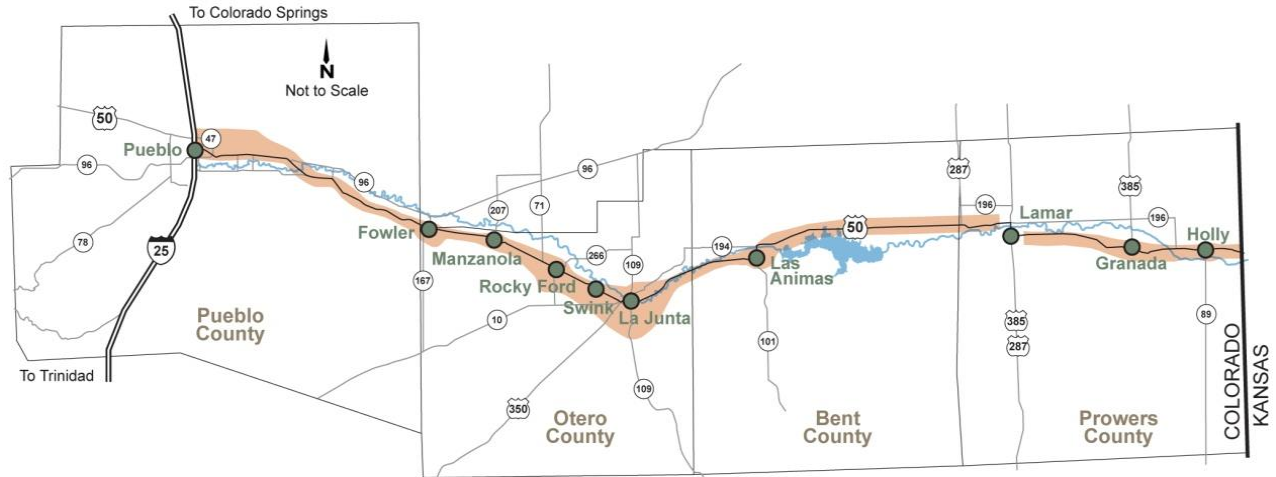 To Colorado Springs
N
Not to Scale
50
47
Pueblo
96
96
96
78
25
207
71
Fowler
Manzanola
266
109
Rocky Ford
Swink
La Junta
167
10
Pueblo
County
To Trinidad
350
109
Otero
County
194
Las
Animas
50
101
Bent
County
287
196
Lamar
385
196
Holly
Granada
385
287
89
Prowers
County
COLORADO
KANSAS